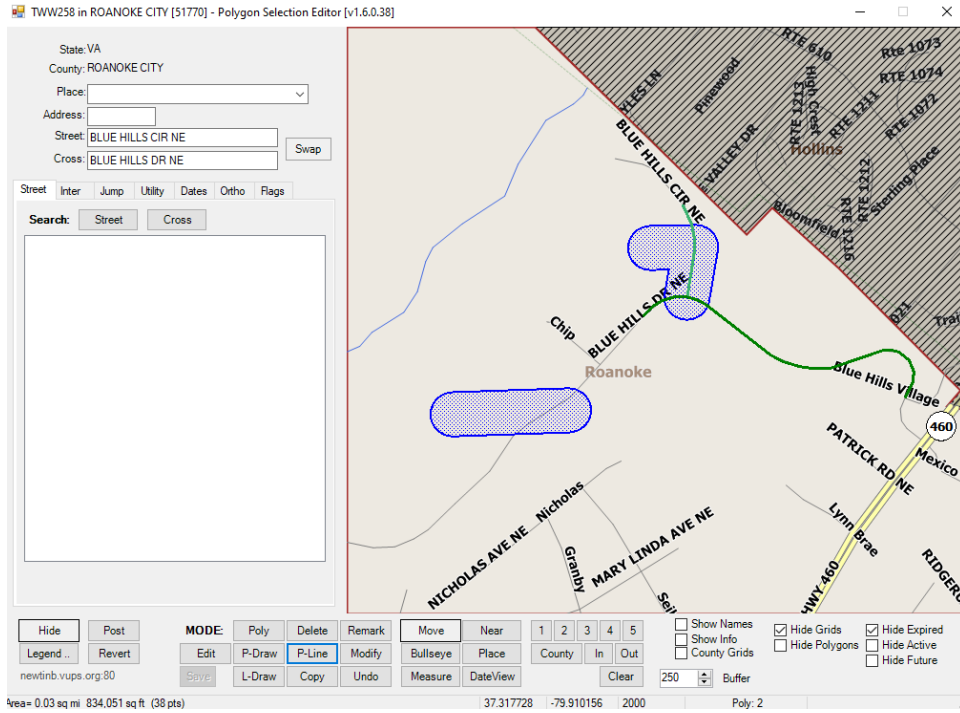 TWW258 in ROANOKE CITY [51770] - Polygon Selection Editor [v1.6.0.38]
State: VA
County: ROANOKE CITY
Place:
Address:
Street: BLUE HILLS CIR NE
Cross: BLUE HILLS DR NE
Swap
Street Inter Jump Utility Dates Ortho Flags
Search: Street Cross
RTE 610
Rte 1073
RTE 1074
YLES LN
Pinewood
High Crest
RTE 1213
RTE 1211
RTE 1072
BLUE HILLS CIR NE
VALLEY DR
Hollins
RTE 1212
Sterling Place
Bloomfield
RTE 1216
BLUE HILLS DR NE
021
Chip
Roanoke
Blue Hills Village
460
PATRICK RD NE
Mexico
Nicholas
NICHOLAS AVE NE
Granby
MARY LINDA AVE NE
Lynn Brae
HWY 460
Hide Post MODE: Poly Delete Remark Move Near 1 2 3 4 5
Legend .. Revert Edit P-Draw P-Line Modify Bullseye Place County In Out
newtinb.vups.org:80 Save L-Draw Copy Undo Measure DateView Clear
Show Names
Show Info
County Grids
Hide Grids Hide Expired
Hide Polygons Hide Active
Hide Future
250 Buffer
Area= 0.03 sq mi 834,051 sq ft (38 pts) 37.317728 -79.910156 2000 Poly: 2